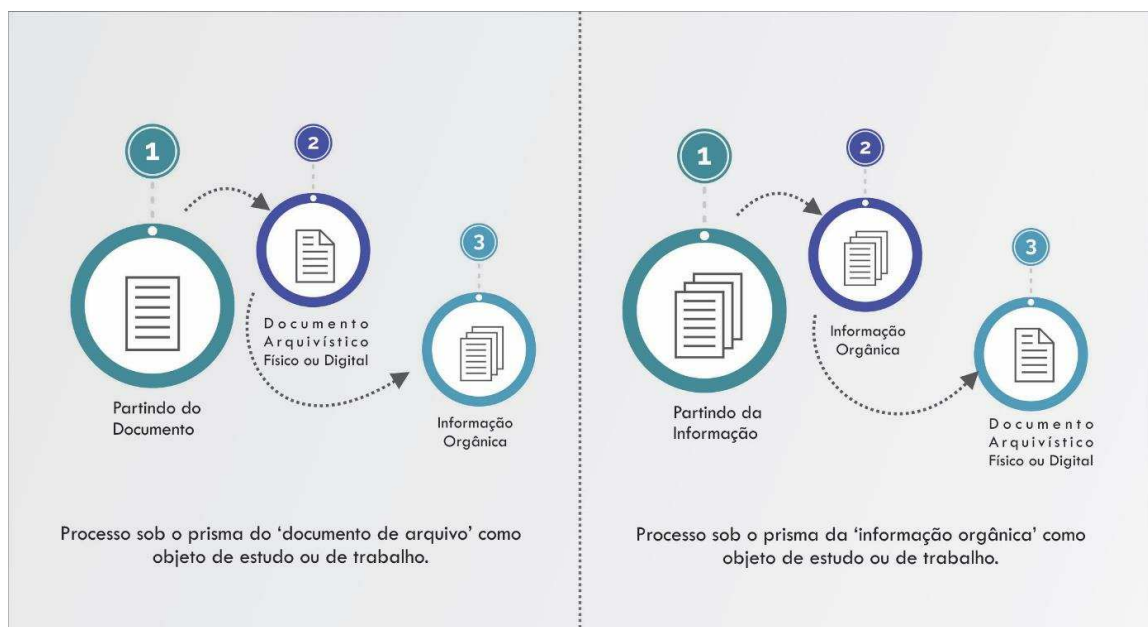 1
2
Documento
Arquivístico
Físico ou Digital
3
Partindo do
Documento
Informação
Orgânica
Processo sob o prisma do ‘documento de arquivo’ como
objeto de estudo ou de trabalho.
1
2
Informação
Orgânica
3
Partindo da
Informação
Documento
Arquivístico
Físico ou Digital
Processo sob o prisma da ‘informação orgânica’ como
objeto de estudo ou de trabalho.